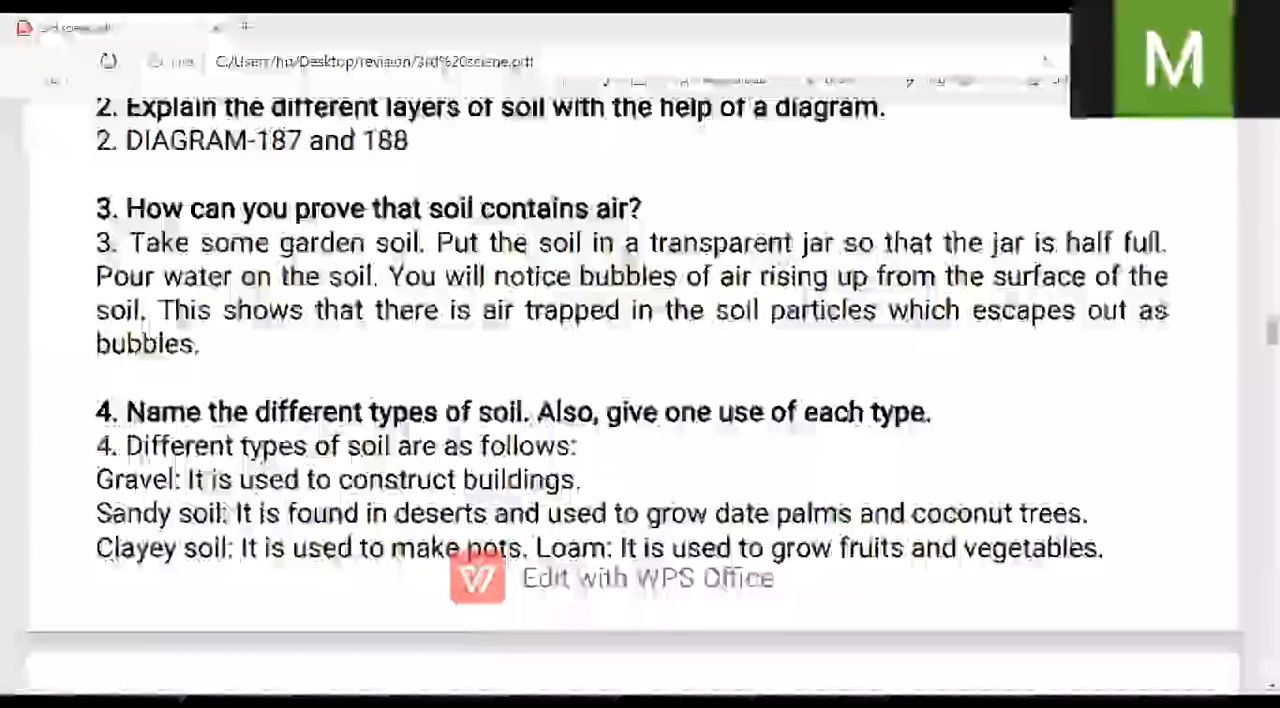 C:/Users/hp/Desktop/revision/3rd%20sciene.pdf
M
2. Explain the different layers of soil with the help of a diagram.
2. DIAGRAM-187 and 188
3. How can you prove that soil contains air?
3. Take some garden soil. Put the soil in a transparent jar so that the jar is half full.
Pour water on the soil. You will notice bubbles of air rising up from the surface of the
soil. This shows that there is air trapped in the soil particles which escapes out as
bubbles.
4. Name the different types of soil. Also, give one use of each type.
4. Different types of soil are as follows:
Gravel: It is used to construct buildings.
Sandy soil: It is found in deserts and used to grow date palms and coconut trees.
Clayey soil: It is used to make pots. Loam: It is used to grow fruits and vegetables.
Edit with WPS Office